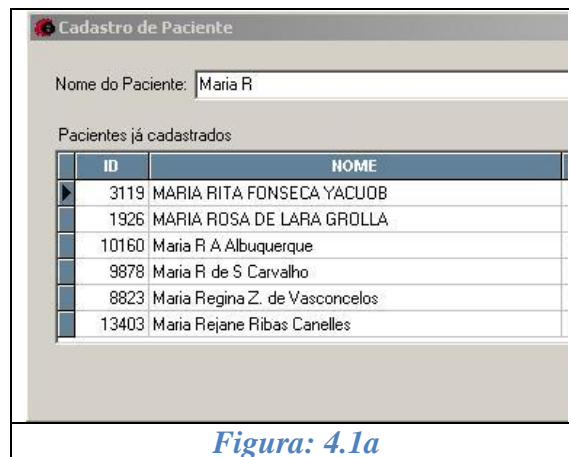 Cadastro de Paciente
Nome do Paciente: Maria R
Pacientes já cadastrados
ID NOME
3119 MARIA RITA FONSECA YACUOB
1926 MARIA ROSA DE LARA GROLLA
10160 Maria R A Albuquerque
9878 Maria R de S Carvalho
8823 Maria Regina Z. de Vasconcelos
13403 Maria Rejane Ribas Canelles
Figura: 4.1a